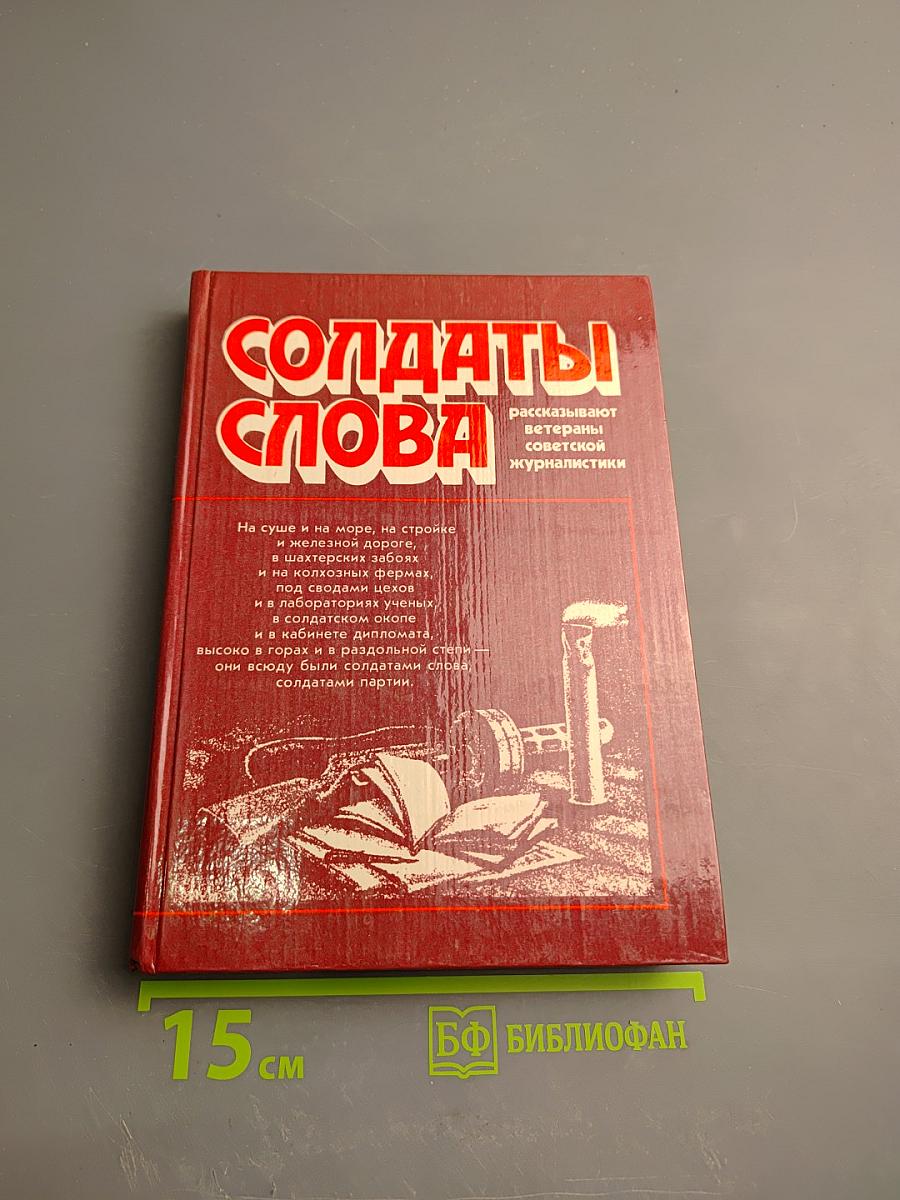 СОЛДАТЫ
СЛОВА
рассказывают
ветераны
советской
журналистики
На суше и на море, на стройке
и железной дороге,
в шахтерских забоях
и на колхозных фермах,
под сводами цехов
и в лабораториях ученых,
в солдатском окопе
и в кабинете дипломата,
высоко в горах и в раздольной степи —
они всюду были солдатами слова,
солдатами партии.
15 см
БФ БИБЛИОФАН